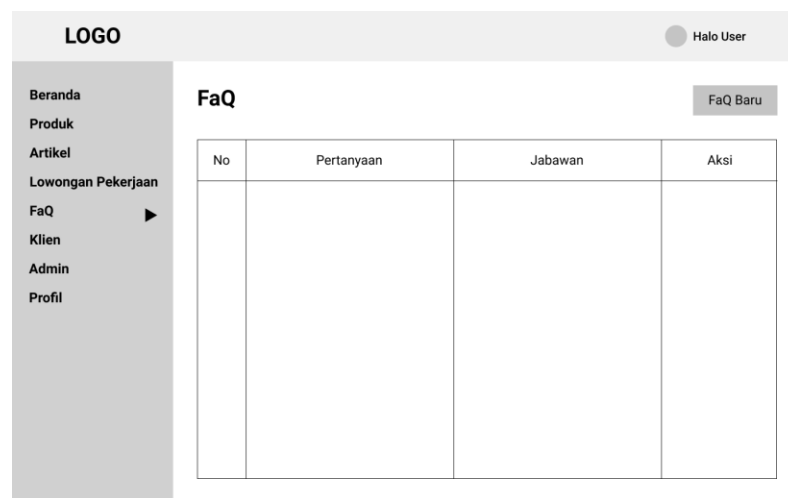 LOGO
Halo User
Beranda
Produk
Artikel
Lowongan Pekerjaan
FaQ
Klien
Admin
Profil
FaQ
FaQ Baru
No
Pertanyaan
Jabawan
Aksi